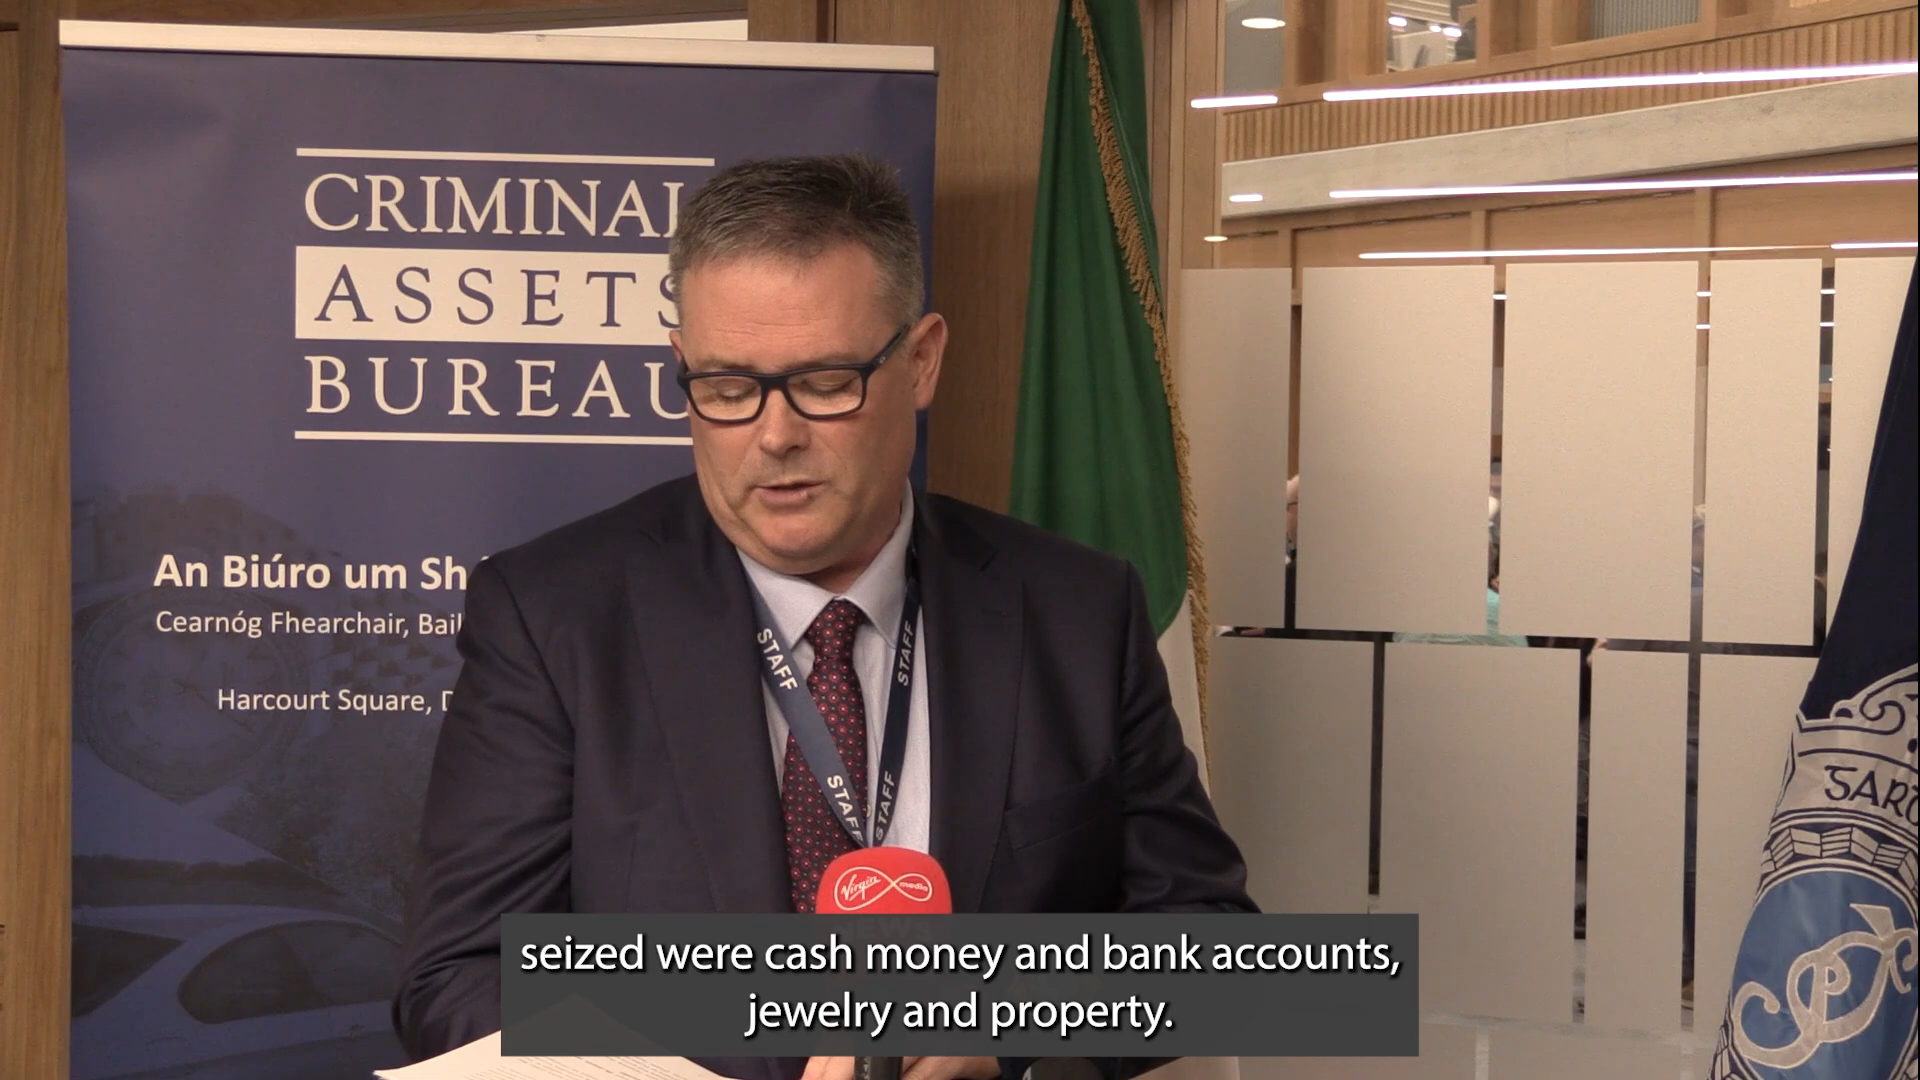 CRIMINAL
ASSETS
BUREAU
An Biúro um Sh
Cearnóg Fhearchair, Bail
Harcourt Square, D
STAFF
STAFF
STAFF
STAFF
Virgin media
seized were cash money and bank accounts,
jewelry and property.